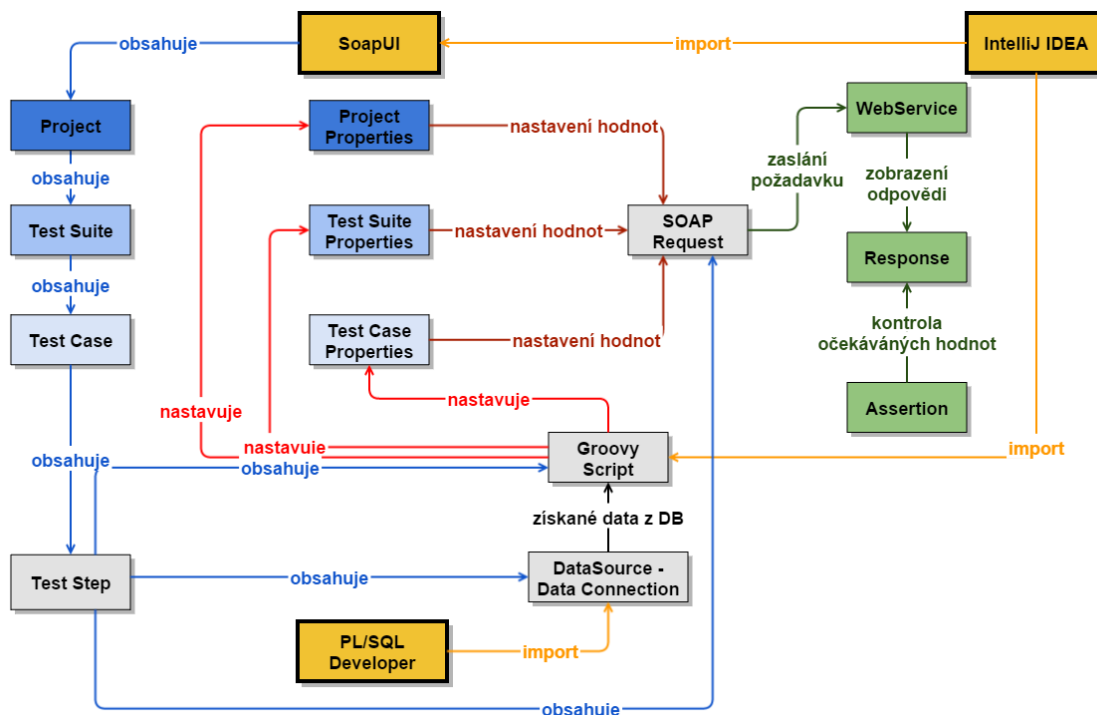 obsahuje
SoapUI
import
IntelliJ IDEA
Project
Project
Properties
nastavení hodnot
WebService
obsahuje
zaslání
požadavku
zobrazení
odpovědi
Test Suite
Test Suite
Properties
nastavení hodnot
SOAP
Request
obsahuje
Response
Test Case
Test Case
Properties
nastavení hodnot
kontrola
očekáváných hodnot
nastavuje
nastavuje
Assertion
nastavuje
obsahuje
obsahuje
Groovy
Script
import
získané data z DB
Test Step
obsahuje
DataSource -
Data Connection
PL/SQL
Developer
import
obsahuje